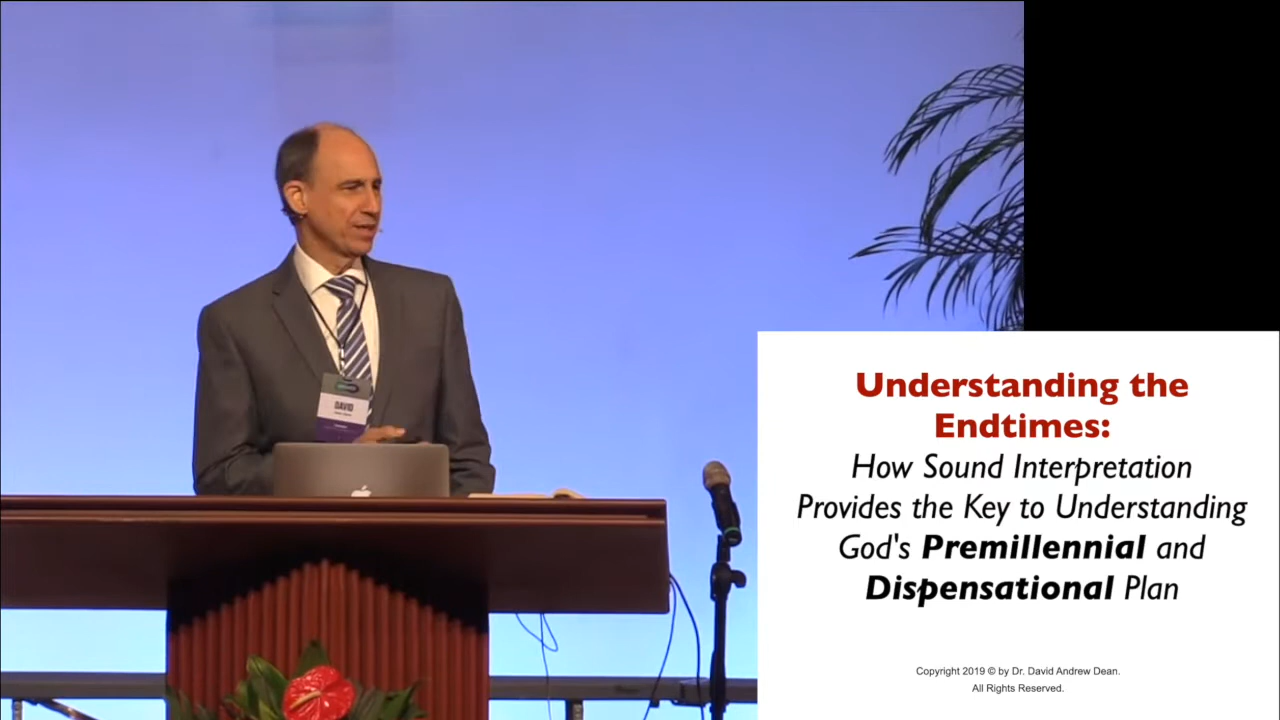 DAVID
Understanding the
Endtimes:
How Sound Interpretation
Provides the Key to Understanding
God's Premillennial and
Dispensational Plan
Copyright 2019 © by Dr. David Andrew Dean.
All Rights Reserved.